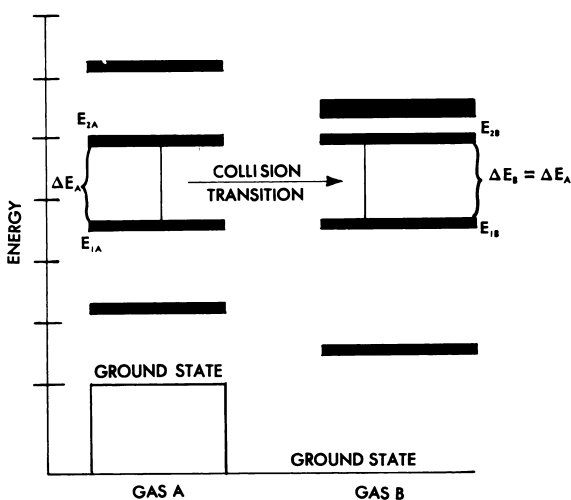 E2A
E2B
ΔEA
COLLISION
TRANSITION
ΔEB = ΔEA
ENERGY
E1A
E1B
GROUND STATE
GROUND STATE
GAS A
GAS B